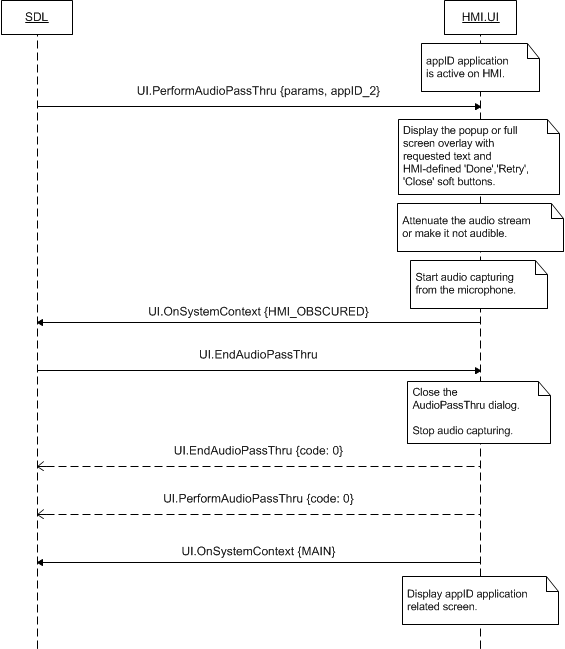 SDL
HMI.UI
appID application
is active on HMI.
UI.PerformAudioPassThru {params, appID_2}
Display the popup or full
screen overlay with
requested text and
HMI-defined 'Done','Retry',
'Close' soft buttons.
Attenuate the audio stream
or make it not audible.
Start audio capturing
from the microphone.
UI.OnSystemContext {HMI_OBSCURED}
UI.EndAudioPassThru
Close the
AudioPassThru dialog.
Stop audio capturing.
UI.EndAudioPassThru {code: 0}
UI.PerformAudioPassThru {code: 0}
UI.OnSystemContext {MAIN}
Display appID application
related screen.